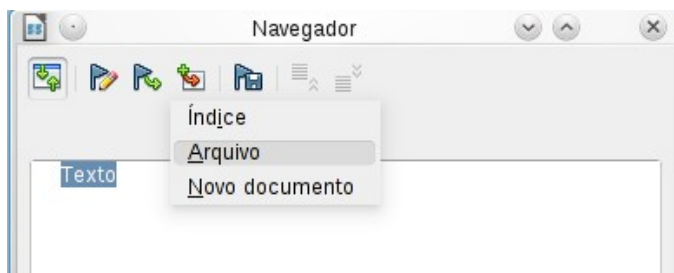 Navegador
Índice
Arquivo
Novo documento
Texto